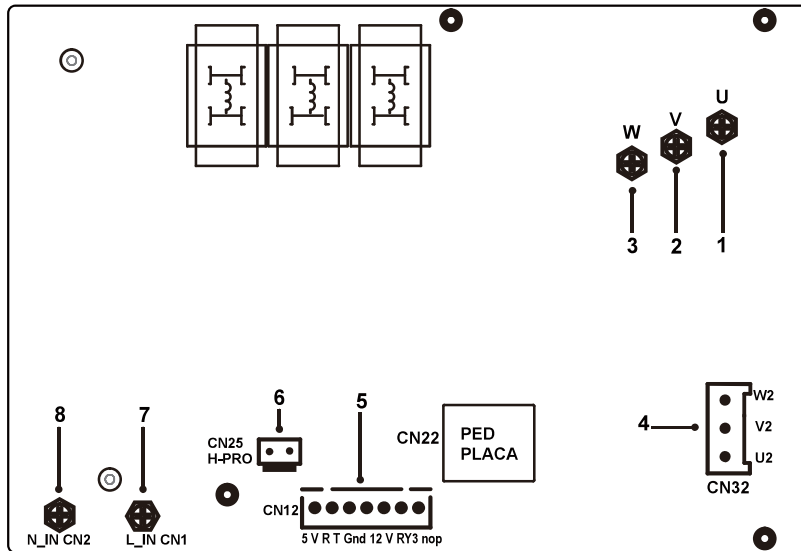 U
V
W
3
2
1
8
7
6
5
4
W2
V2
U2
CN32
CN25
H-PRO
CN22
PED
PLACA
CN12
5 V R T Gnd 12 V RY3 nop
N_IN CN2
L_IN CN1